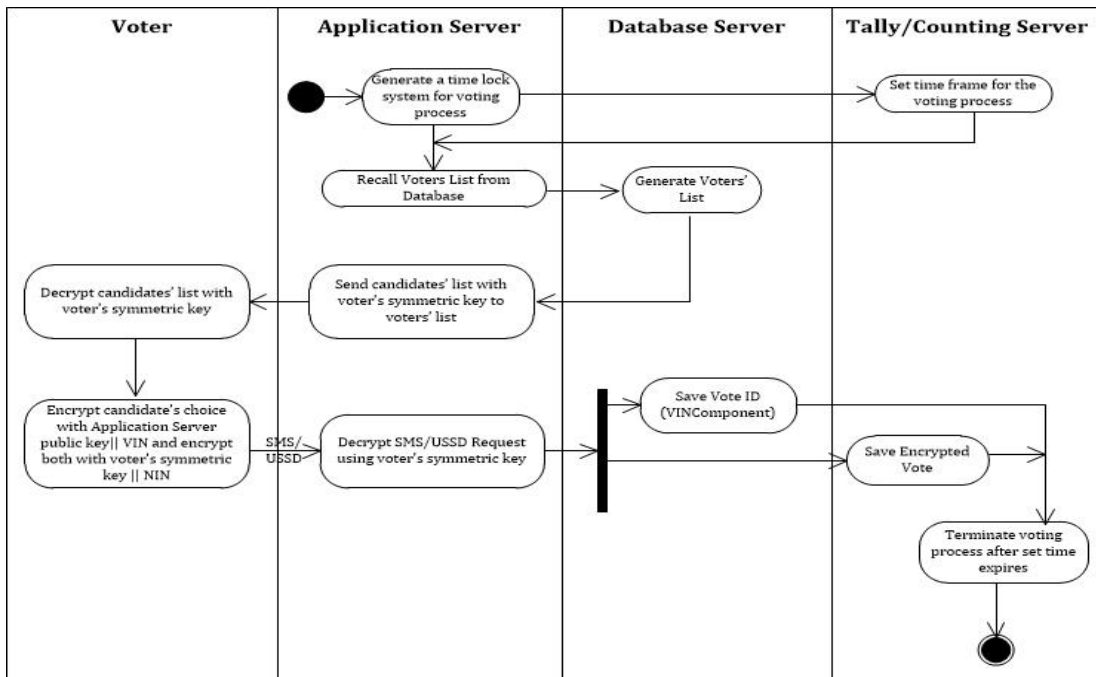 Voter
Application Server
Database Server
Tally/Counting Server
Generate a time lock
system for voting
process
Set time frame for the
voting process
Recall Voters List from
Database
Generate Voters'
List
Decrypt candidates' list with
voter's symmetric key
Send candidates' list with
voter's symmetric key to
voters' list
Encrypt candidate's choice
with Application Server
public key|| VIN and encrypt
both with voter's symmetric
key || NIN
SMS/
USSD
Decrypt SMS/USSD Request
using voter's symmetric key
Save Vote ID
(VINComponent)
Save Encrypted
Vote
Terminate voting
process after set time
expires